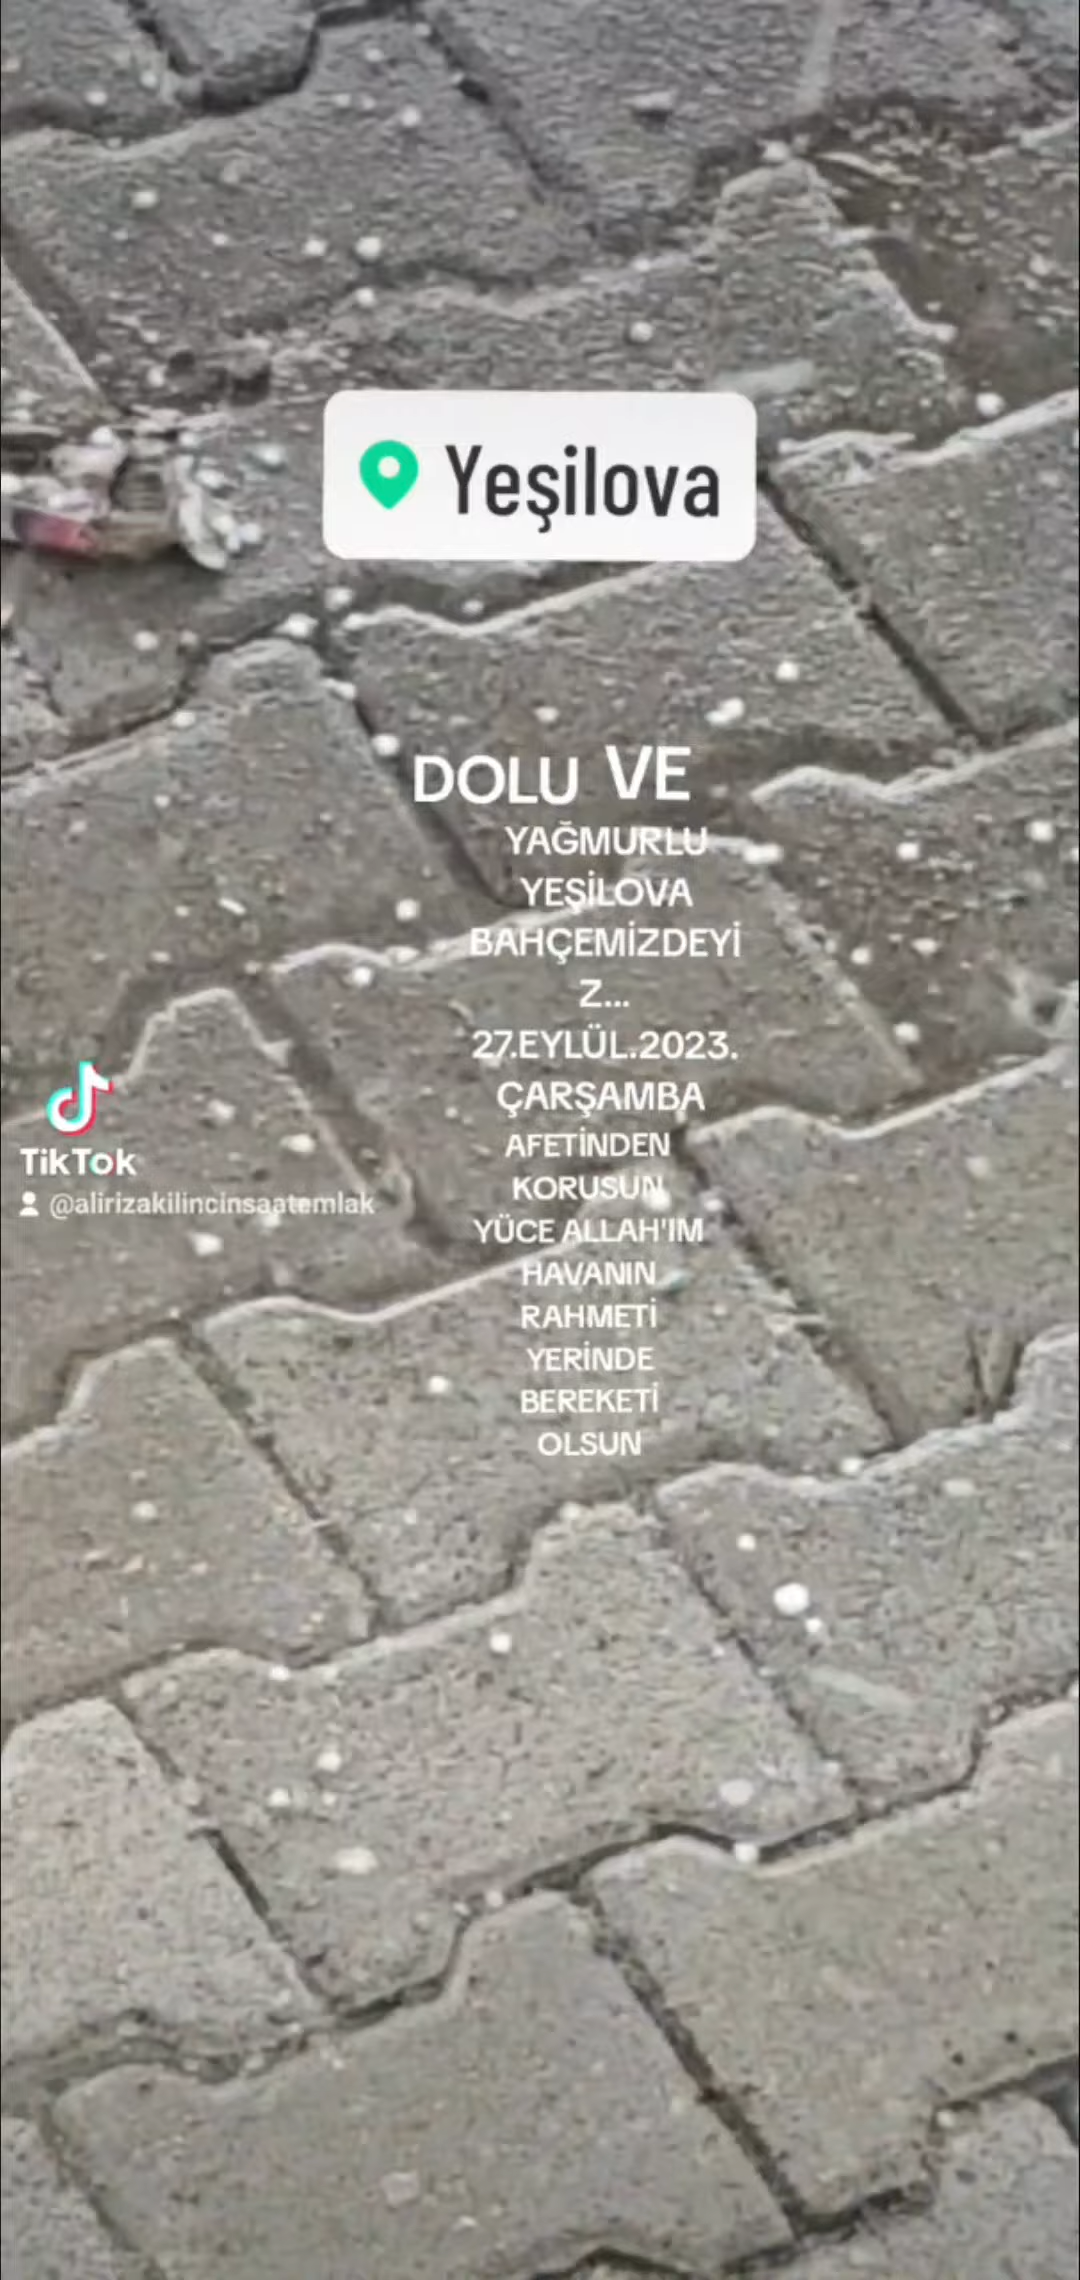 Yeşilova
DOLU VE
YAĞMURLU
YEŞİLOVA
BAHÇEMİZDEYİ
Z...
27.EYLÜL.2023.
ÇARŞAMBA
AFETİNDEN
KORUSUN
YÜCE ALLAH'IM
HAVANIN
RAHMETİ
YERİNDE
BEREKETİ
OLSUN
TikTok
@alirizakilincinsaatemlak